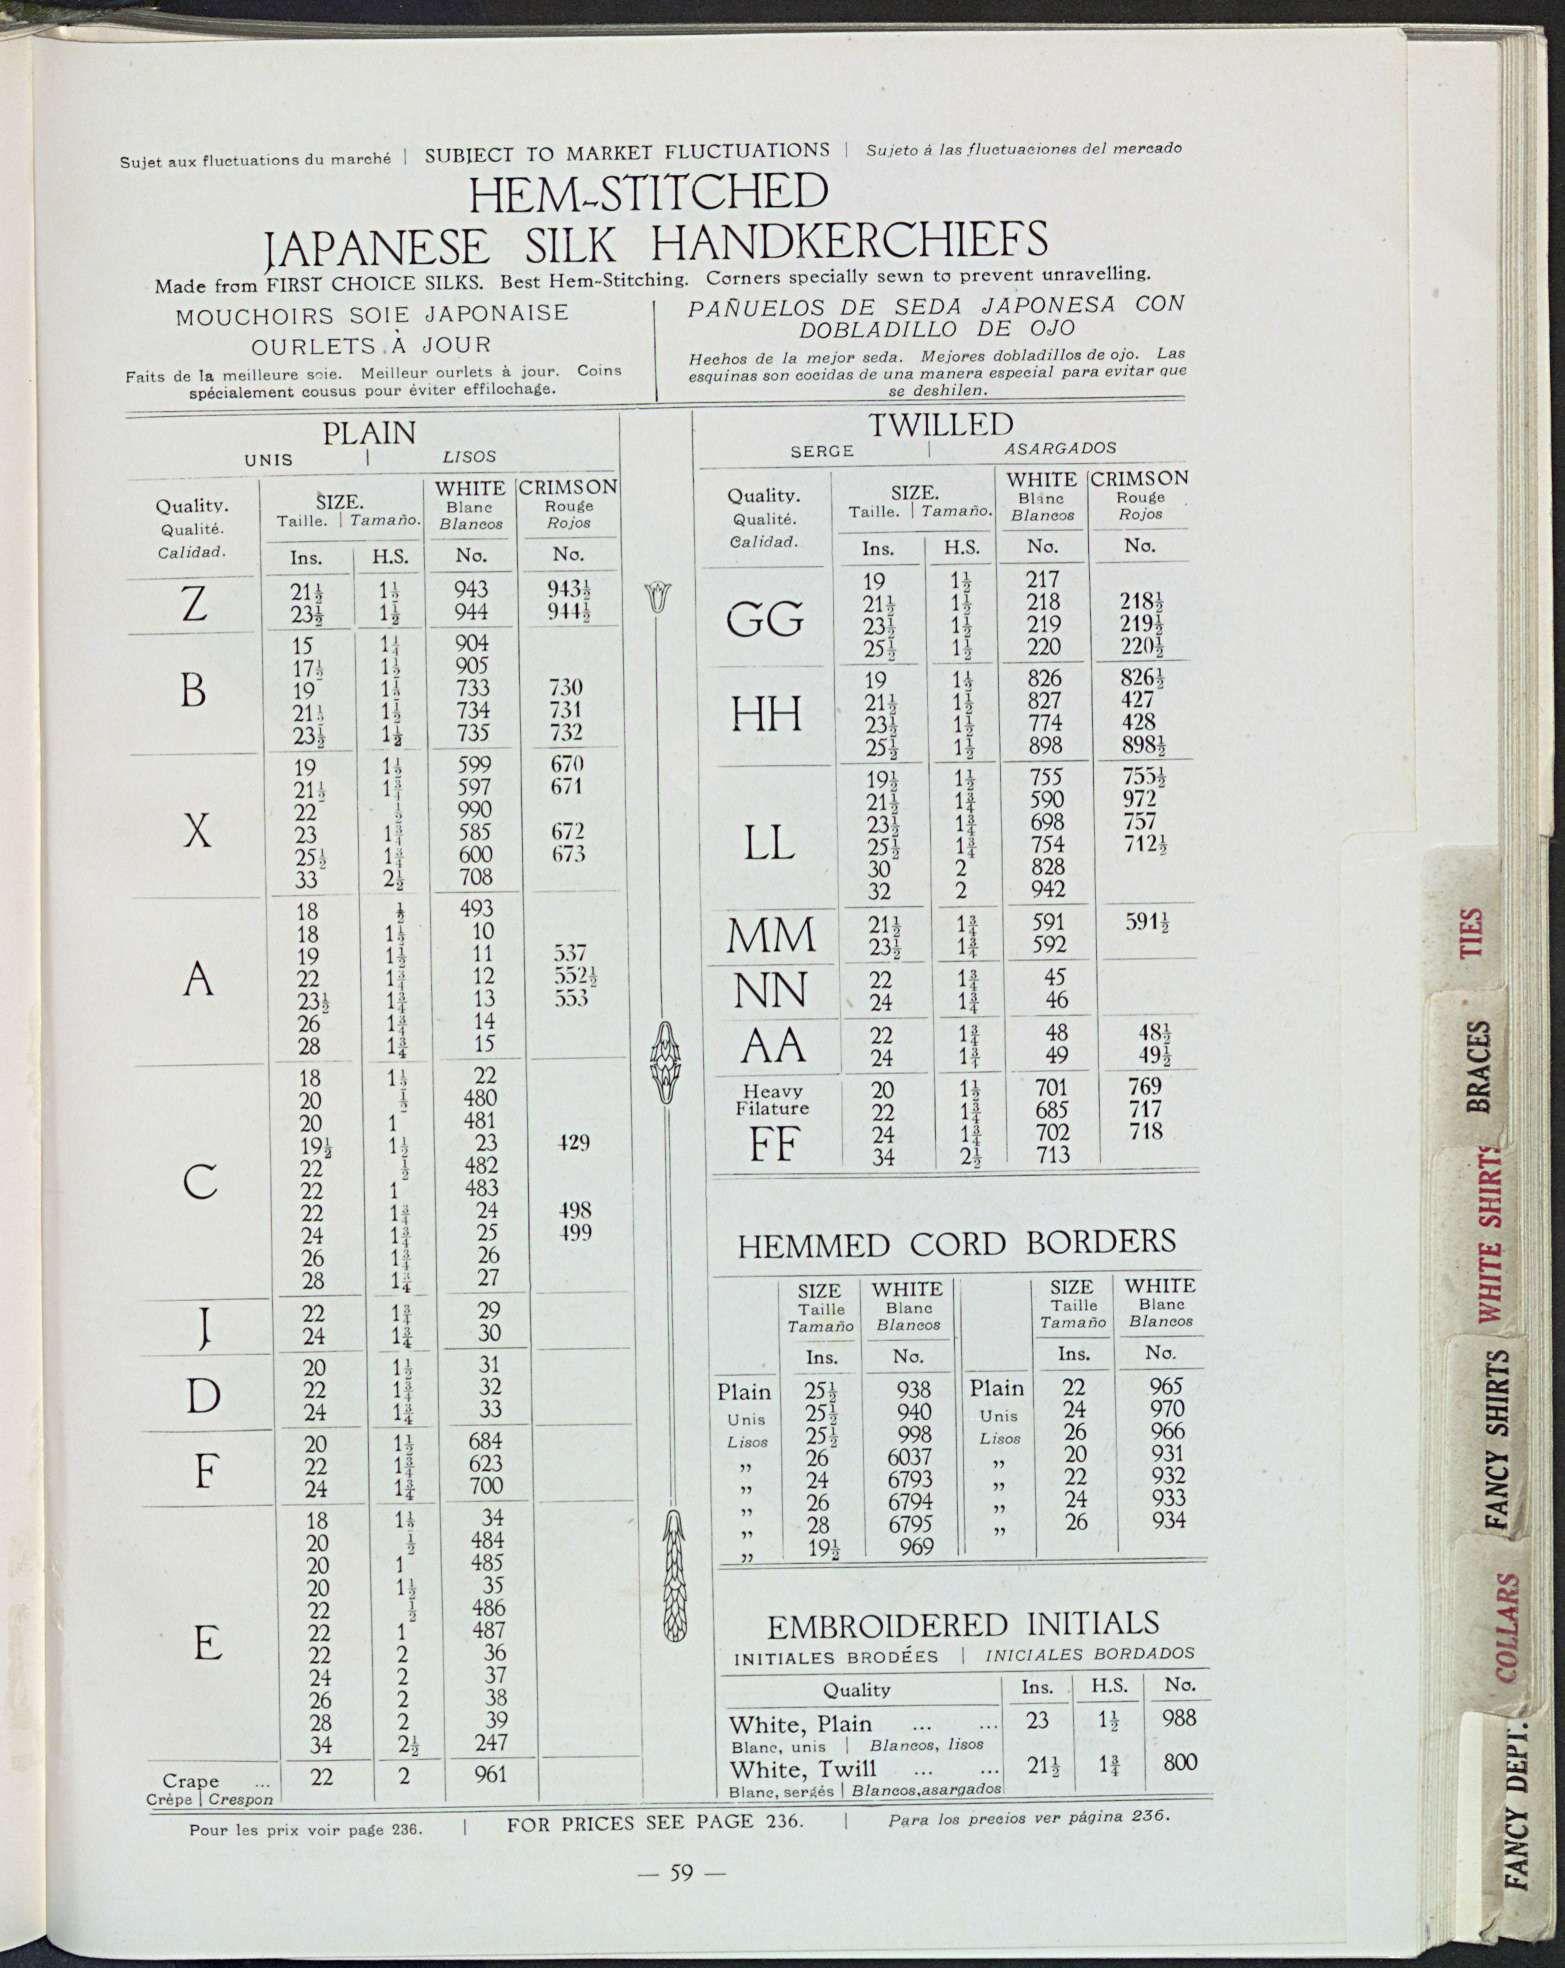 Sujet aux fluctuations du marché | SUBJECT TO MARKET FLUCTUATIONS | Sujeto á las fluctuaciones del mercado
HEM-STITCHED
JAPANESE SILK HANDKERCHIEFS
Made from FIRST CHOICE SILKS. Best Hem-Stitching. Corners specially sewn to prevent unravelling.
MOUCHOIRS SOIE JAPONAISE
OURLETS À JOUR
Faits de la meilleure soie. Meilleur ourlets à jour. Coins
spécialement cousus pour éviter effilochage.
PAÑUELOS DE SEDA JAPONESA CON
DOBLADILLO DE OJO
Hechos de la mejor seda. Mejores dobladillos de ojo. Las
esquinas son cocidas de una manera especial para evitar que
se deshilen.
PLAIN
UNIS | LISOS
Quality. SIZE. WHITE CRIMSON
Qualité. Taille. | Tamaño. Blanc Rouge
Calidad. Blancos Rojos
Ins. H.S. No. No.
Z
21½ 1½ 943 943½
23½ 1½ 944 944½
B
15 1¼ 904
17½ 1½ 905
19 1½ 733 730
21½ 1½ 734 731
23½ 1½ 735 732
X
19 1½ 599 670
21½ 1¾ 597 671
22 ½ 990
23 1¾ 585 672
25½ 1¾ 600 673
33 2½ 708
A
18 ½ 493
18 1½ 10
19 1½ 11 537
22 1¾ 12 552½
23½ 1¾ 13 553
26 1¾ 14
28 1¾ 15
C
18 1½ 22
20 ½ 480
20 1 481
19½ 1½ 23 429
22 ½ 482
22 1 483
22 1¾ 24 498
24 1¾ 25 499
26 1¾ 26
28 1¾ 27
J
22 1¾ 29
24 1¾ 30
D
20 1½ 31
22 1¾ 32
24 1¾ 33
F
20 1½ 684
22 1¾ 623
24 1¾ 700
E
18 1½ 34
20 ½ 484
20 1 485
20 1½ 35
22 ½ 486
22 1 487
22 2 36
24 2 37
26 2 38
28 2 39
34 2½ 247
Crape ... 22 2 961
Crêpe | Crespon
TWILLED
SERGE | ASARGADOS
Quality. SIZE. WHITE CRIMSON
Qualité. Taille. | Tamaño. Blanc Rouge
Calidad. Blancos Rojos
Ins. H.S. No. No.
GG
19 1½ 217
21½ 1½ 218 218½
23½ 1½ 219 219½
25½ 1½ 220 220½
HH
19 1½ 826 826½
21½ 1½ 827 427
23½ 1½ 774 428
25½ 1½ 898 898½
LL
19½ 1½ 755 755½
21½ 1¾ 590 972
23½ 1¾ 698 757
25½ 1¾ 754 712½
30 2 828
32 2 942
MM
21½ 1¾ 591 591½
23½ 1¾ 592
NN
22 1¾ 45
24 1¾ 46
AA
22 1¾ 48 48½
24 1¾ 49 49½
Heavy
Filature
FF
20 1½ 701 769
22 1¾ 685 717
24 1¾ 702 718
34 2½ 713
HEMMED CORD BORDERS
SIZE WHITE SIZE WHITE
Taille Blanc Taille Blanc
Tamaño Blancos Tamaño Blancos
Ins. No. Ins. No.
Plain 25½ 938 Plain 22 965
Unis 25½ 940 Unis 24 970
Lisos 25½ 998 Lisos 26 966
„ 26 6037 „ 20 931
„ 24 6793 „ 22 932
„ 26 6794 „ 24 933
„ 28 6795 „ 26 934
„ 19½ 969
EMBROIDERED INITIALS
INITIALES BRODÉES | INICIALES BORDADOS
Quality Ins. H.S. No.
White, Plain ... ... 23 1½ 988
Blanc, unis | Blancos, lisos
White, Twill ... ... 21½ 1¾ 800
Blanc, sergés | Blancos, asargados
Pour les prix voir page 236. | FOR PRICES SEE PAGE 236. | Para los precios ver página 236.
— 59 —
TIES
BRACES
WHITE SHIRTS
FANCY SHIRTS
COLLARS
FANCY DEPT.